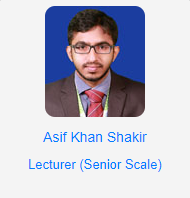 Asif Khan Shakir
Lecturer (Senior Scale)